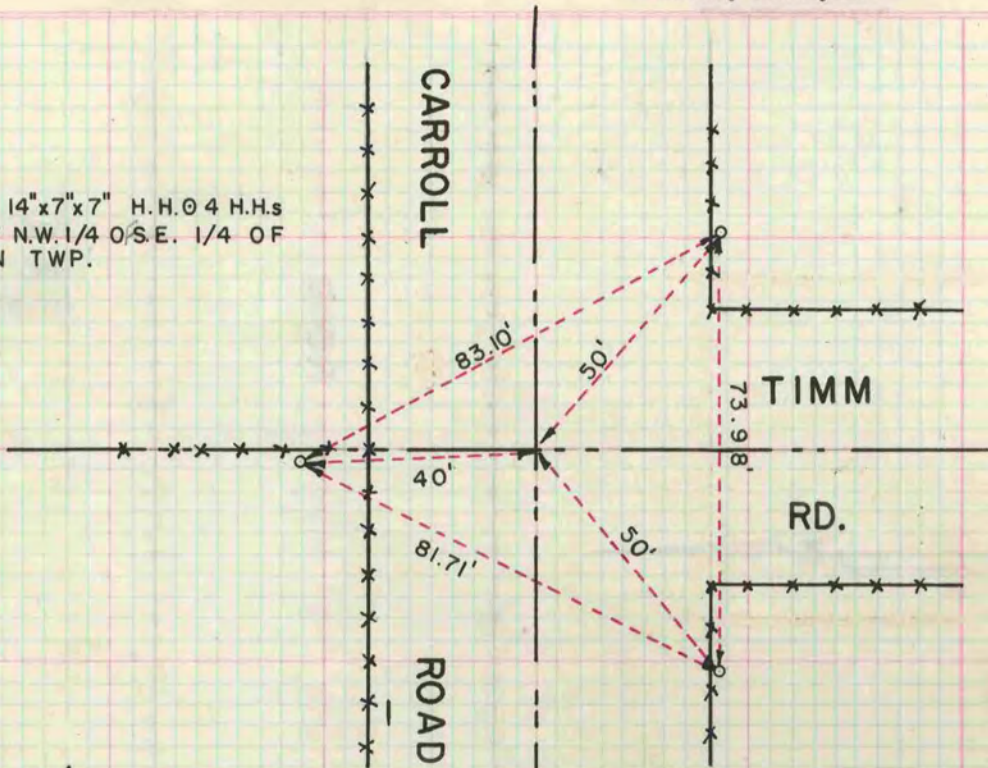 CARROLL
14"x7"x7" H.H.⊙ 4 H.H.s
N.W. 1/4 OF S.E. 1/4 OF
N TWP.
83.10'
50'
73.98'
TIMM
40'
RD.
50'
81.71'
ROAD